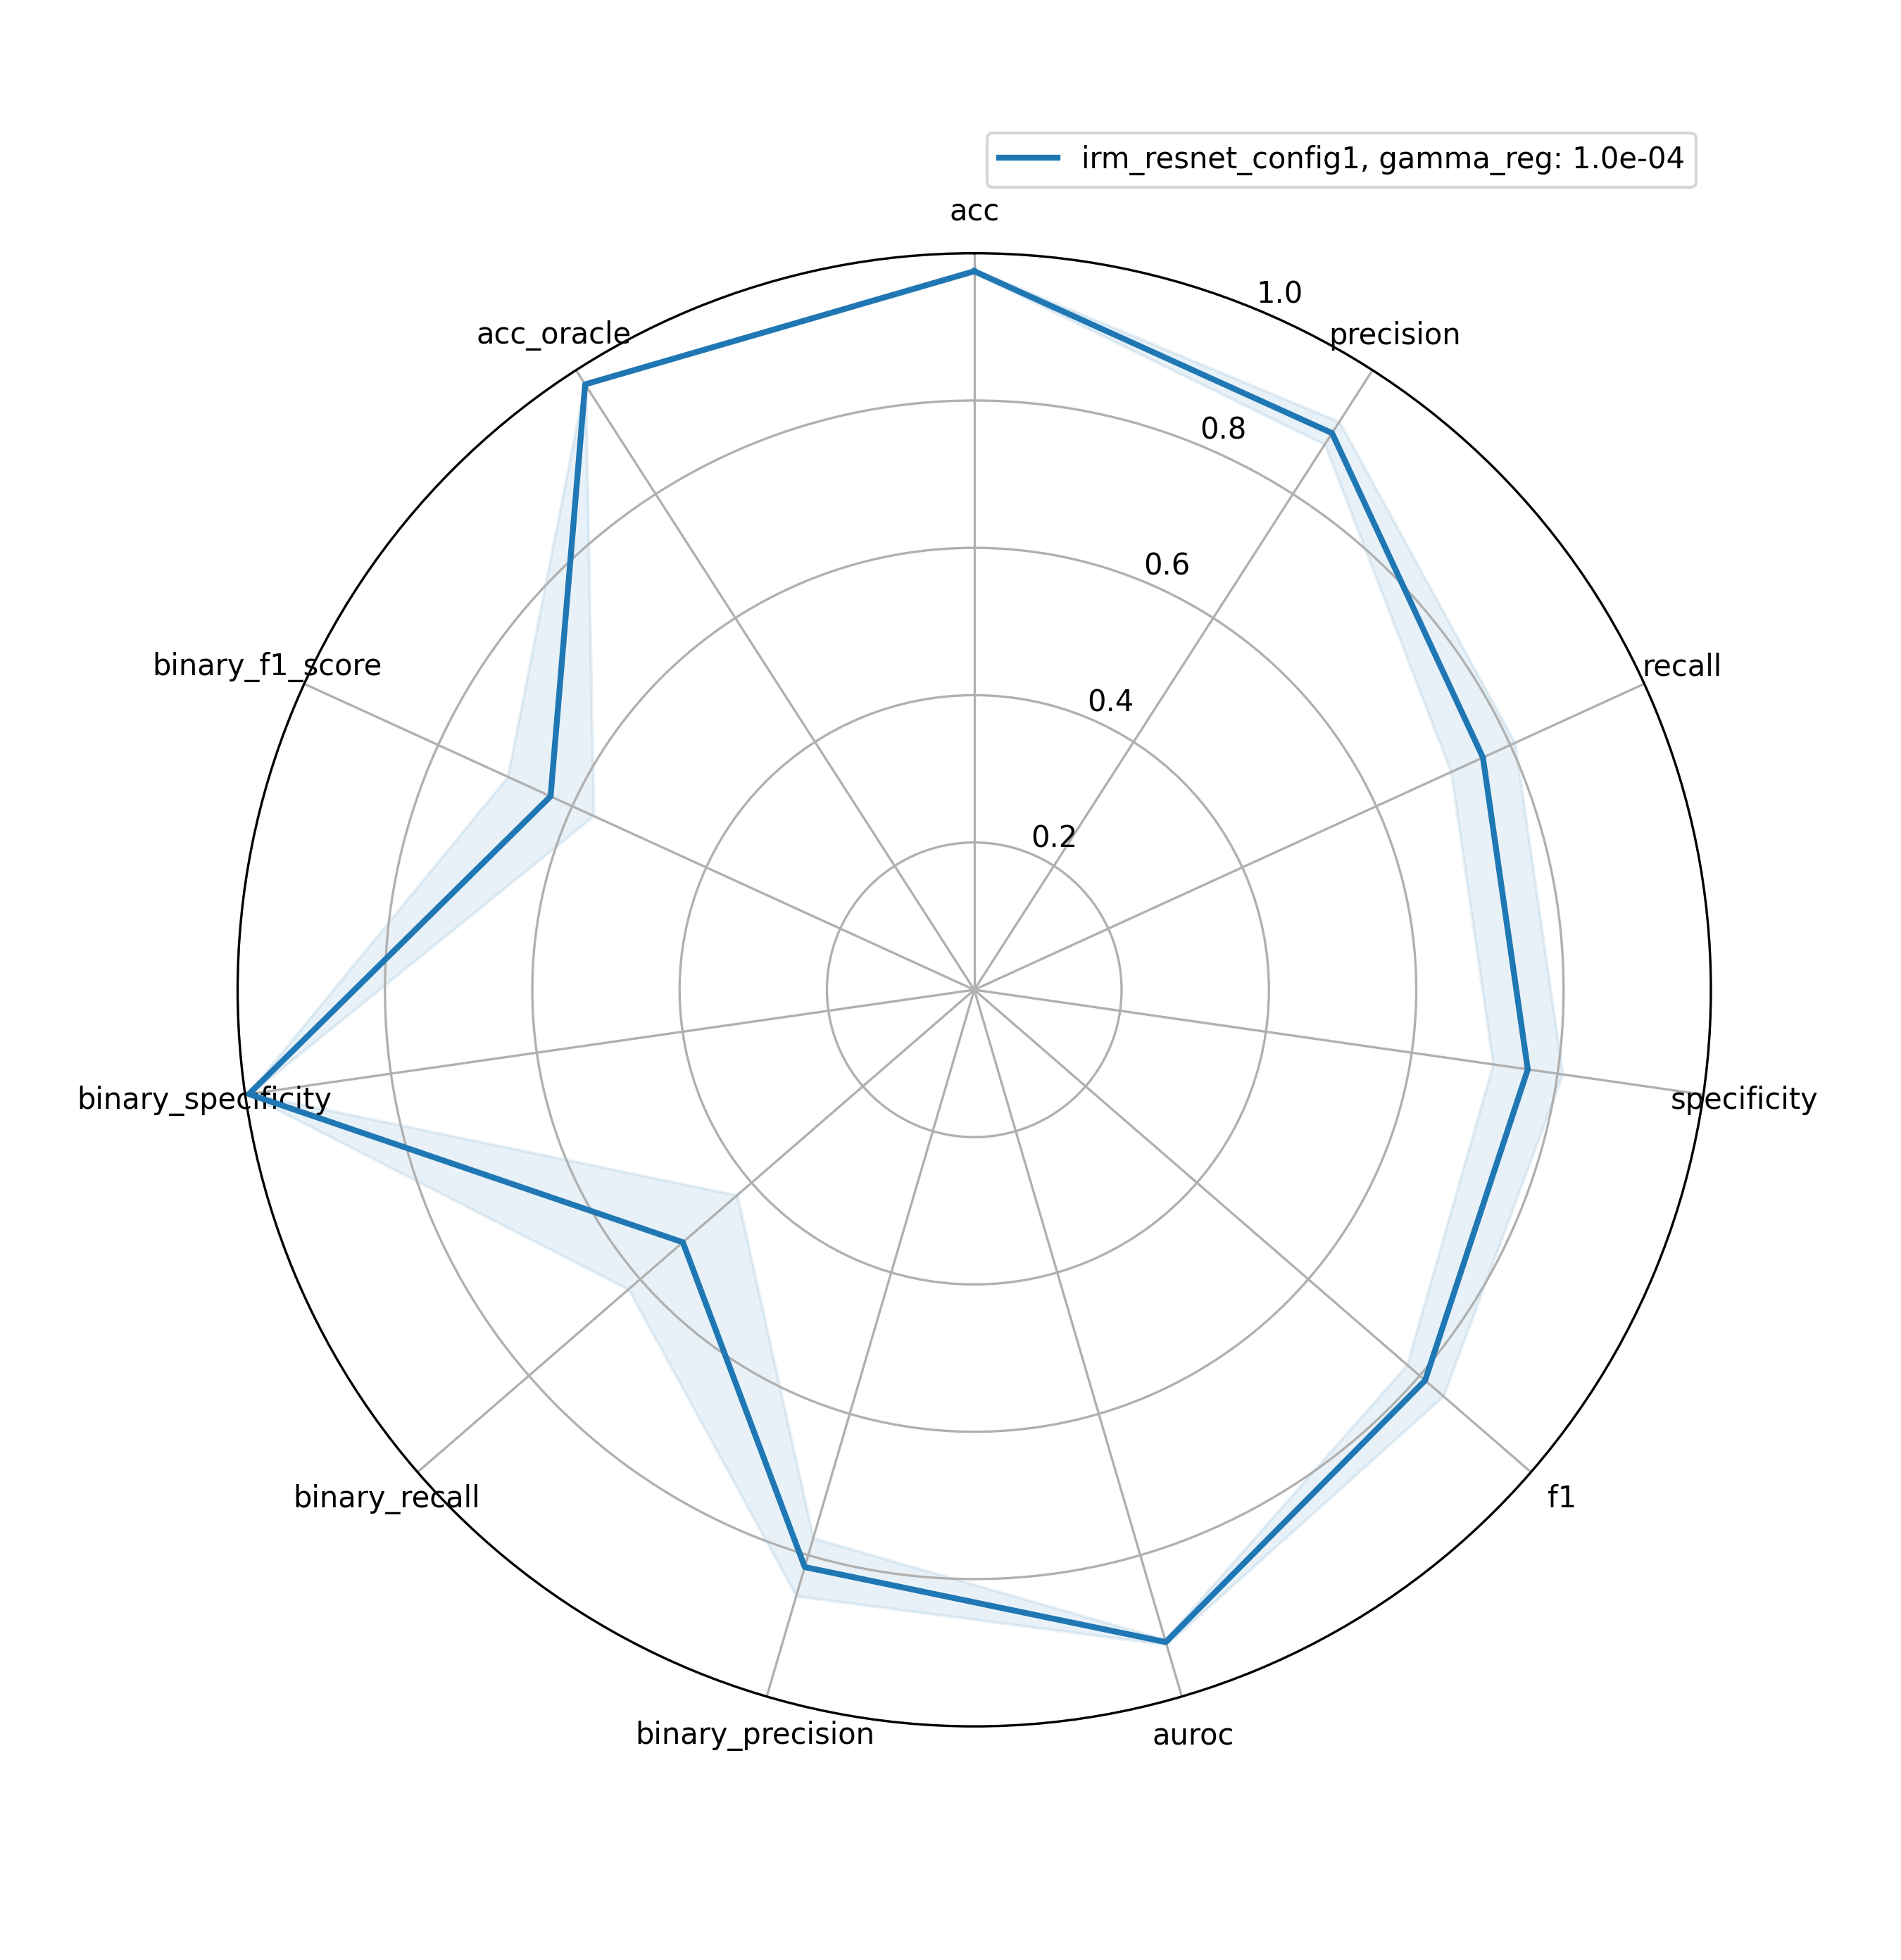 irm_resnet_config1, gamma_reg: 1.0e-04
acc
1.0
acc_oracle
precision
0.8
0.6
binary_f1_score
recall
0.4
0.2
binary_specificity
specificity
binary_recall
f1
binary_precision
auroc